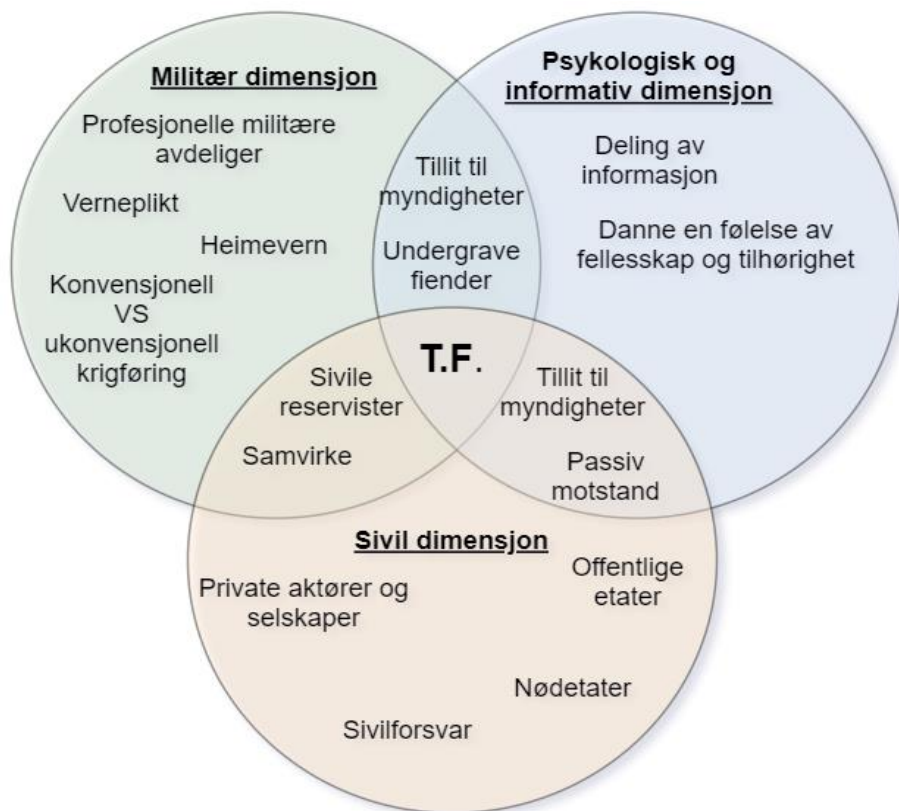 Militær dimensjon
Profesjonelle militære
avdeliger
Verneplikt
Heimevern
Konvensjonell
VS
ukonvensjonell
krigføring
Tillit til
myndigheter
Undergrave
fiender
Psykologisk og
informativ dimensjon
Deling av
informasjon
Danne en følelse av
fellesskap og tilhørighet
T.F.
Sivile
reservister
Samvirke
Tillit til
myndigheter
Passiv
motstand
Sivil dimensjon
Private aktører og
selskaper
Offentlige
etater
Nødetater
Sivilforsvar